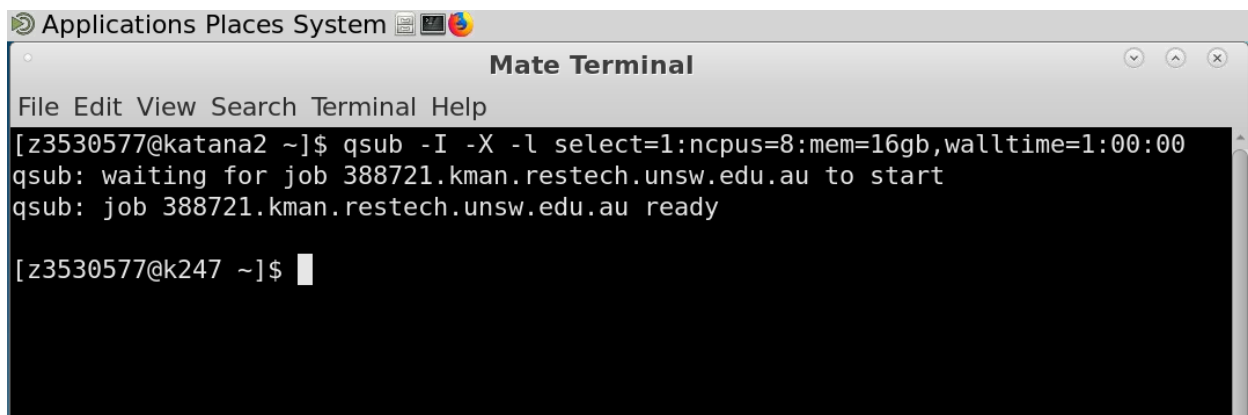 Applications Places System
Mate Terminal
File Edit View Search Terminal Help
[z3530577@katana2 ~]$ qsub -I -X -l select=1:ncpus=8:mem=16gb,walltime=1:00:00
qsub: waiting for job 388721.kman.restech.unsw.edu.au to start
qsub: job 388721.kman.restech.unsw.edu.au ready
[z3530577@k247 ~]$